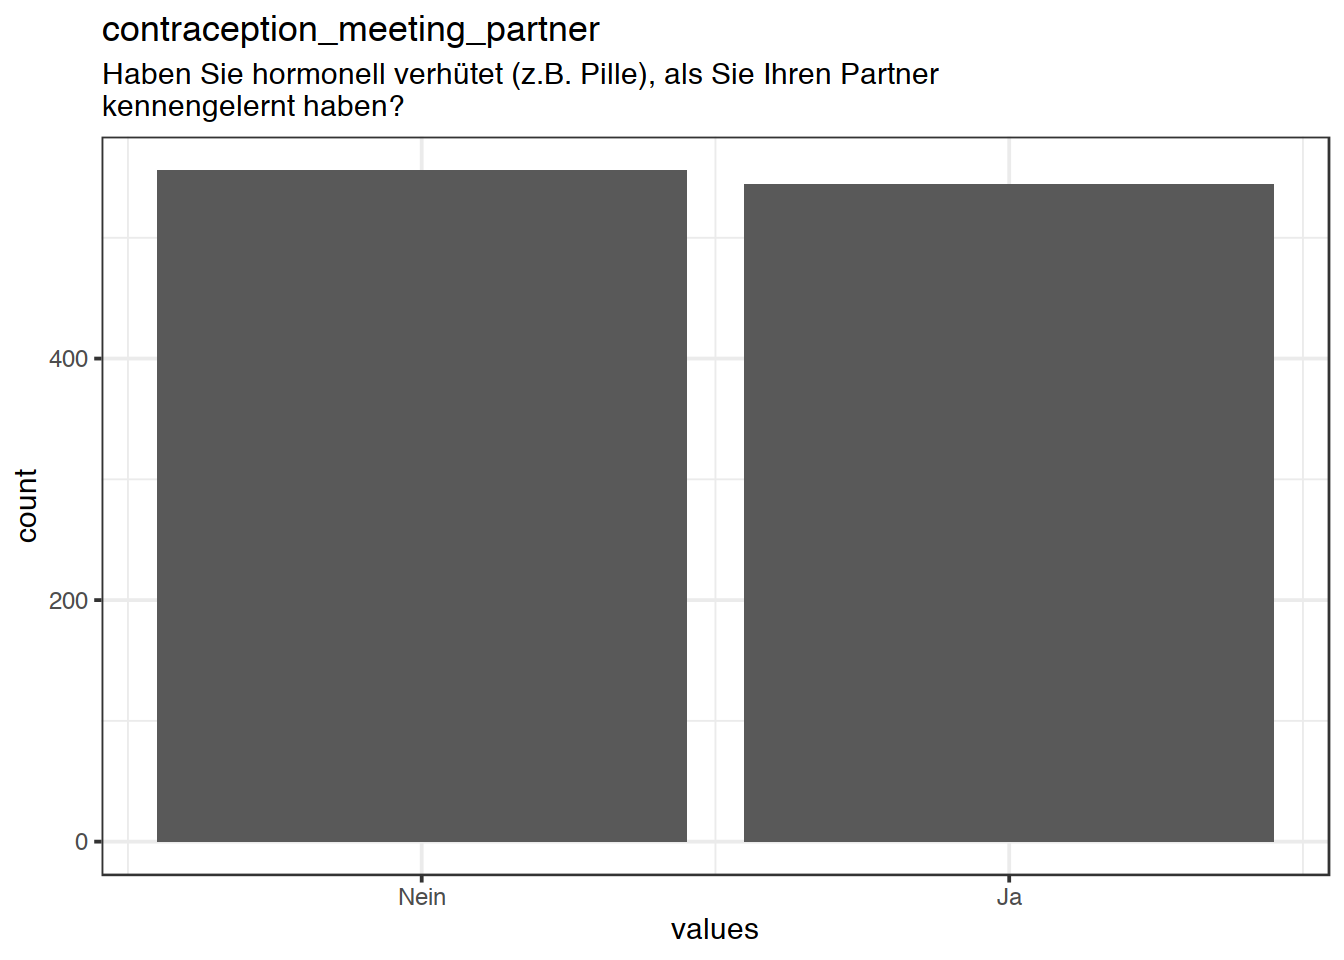 contraception_meeting_partner
Haben Sie hormonell verhütet (z.B. Pille), als Sie Ihren Partner
kennengelernt haben?
400
200
0
count
Nein
Ja
values